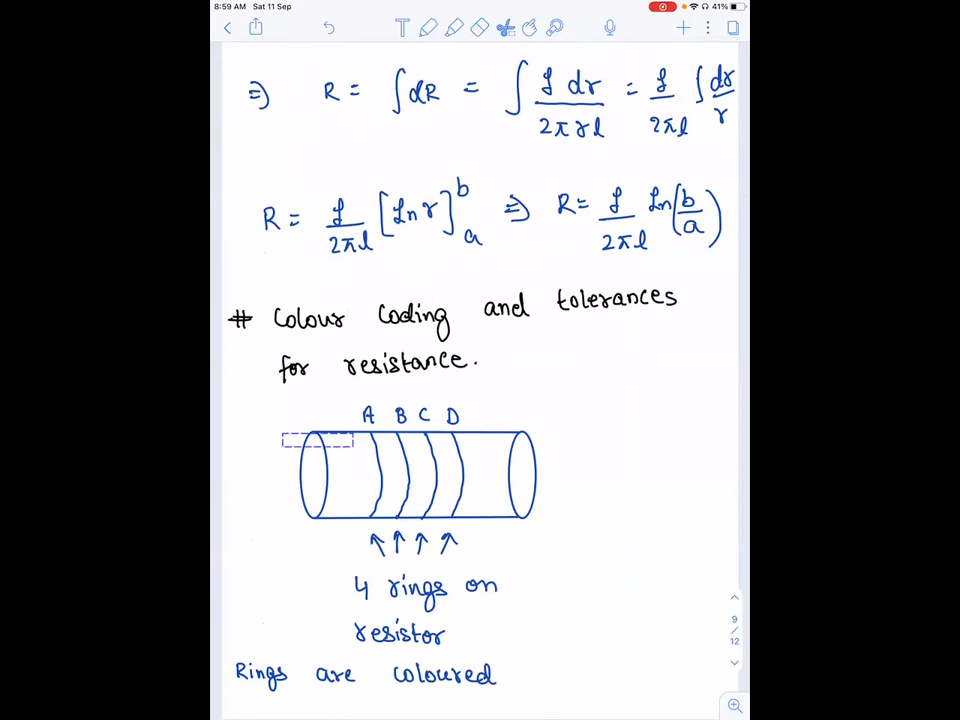 8:59 AM Sat 11 Sep 41%
=) R = ∫dR = ∫ ρ dr / 2πrl = ρ / 2πl ∫ dr / r
R = ρ / 2πl [ln r]_a^b =) R = ρ / 2πl Ln(b/a)
# Colour Coding and tolerances
for resistance.
A B C D
4 rings on
resistor
Rings are coloured
9
/
12